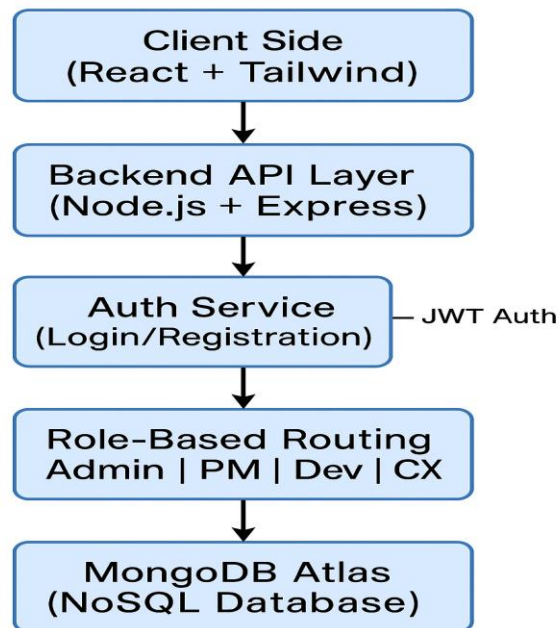 Client Side
(React + Tailwind)
Backend API Layer
(Node.js + Express)
Auth Service
(Login/Registration)
JWT Auth
Role-Based Routing
Admin | PM | Dev | CX
MongoDB Atlas
(NoSQL Database)